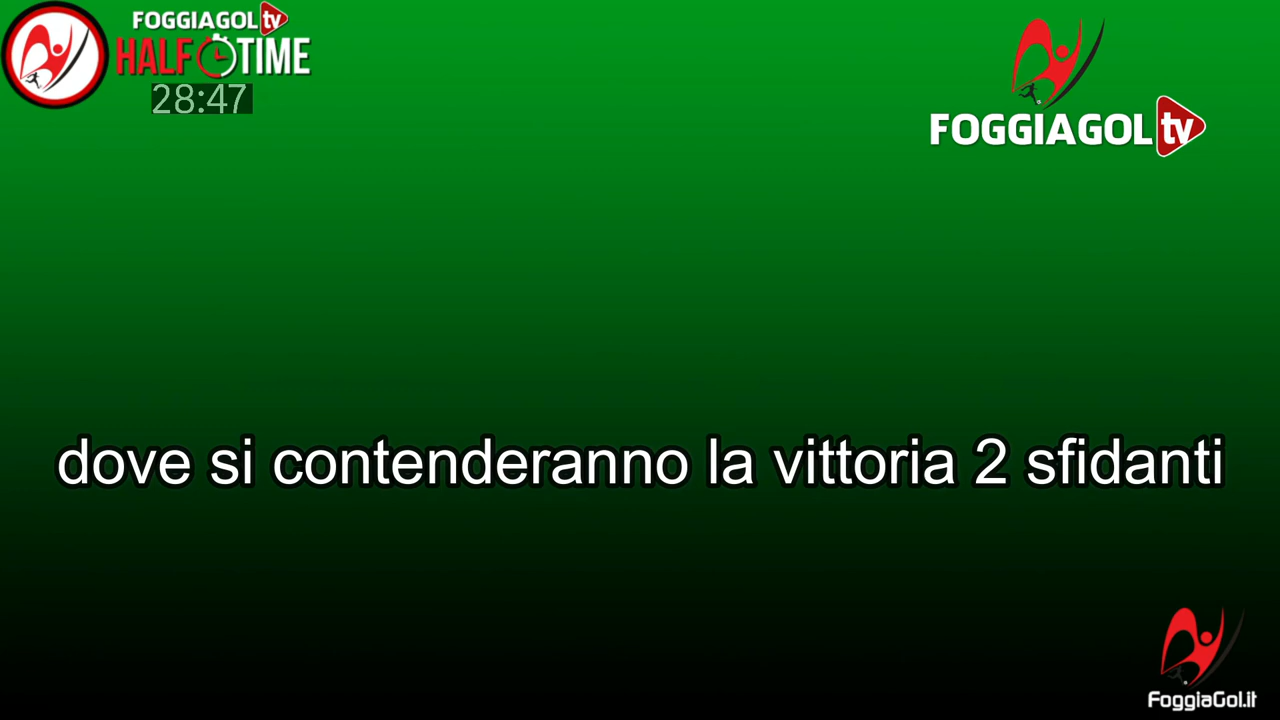 FOGGIAGOL tv
HALF TIME
28:47
FOGGIAGOL tv
dove si contenderanno la vittoria 2 sfidanti
FoggiaGol.it